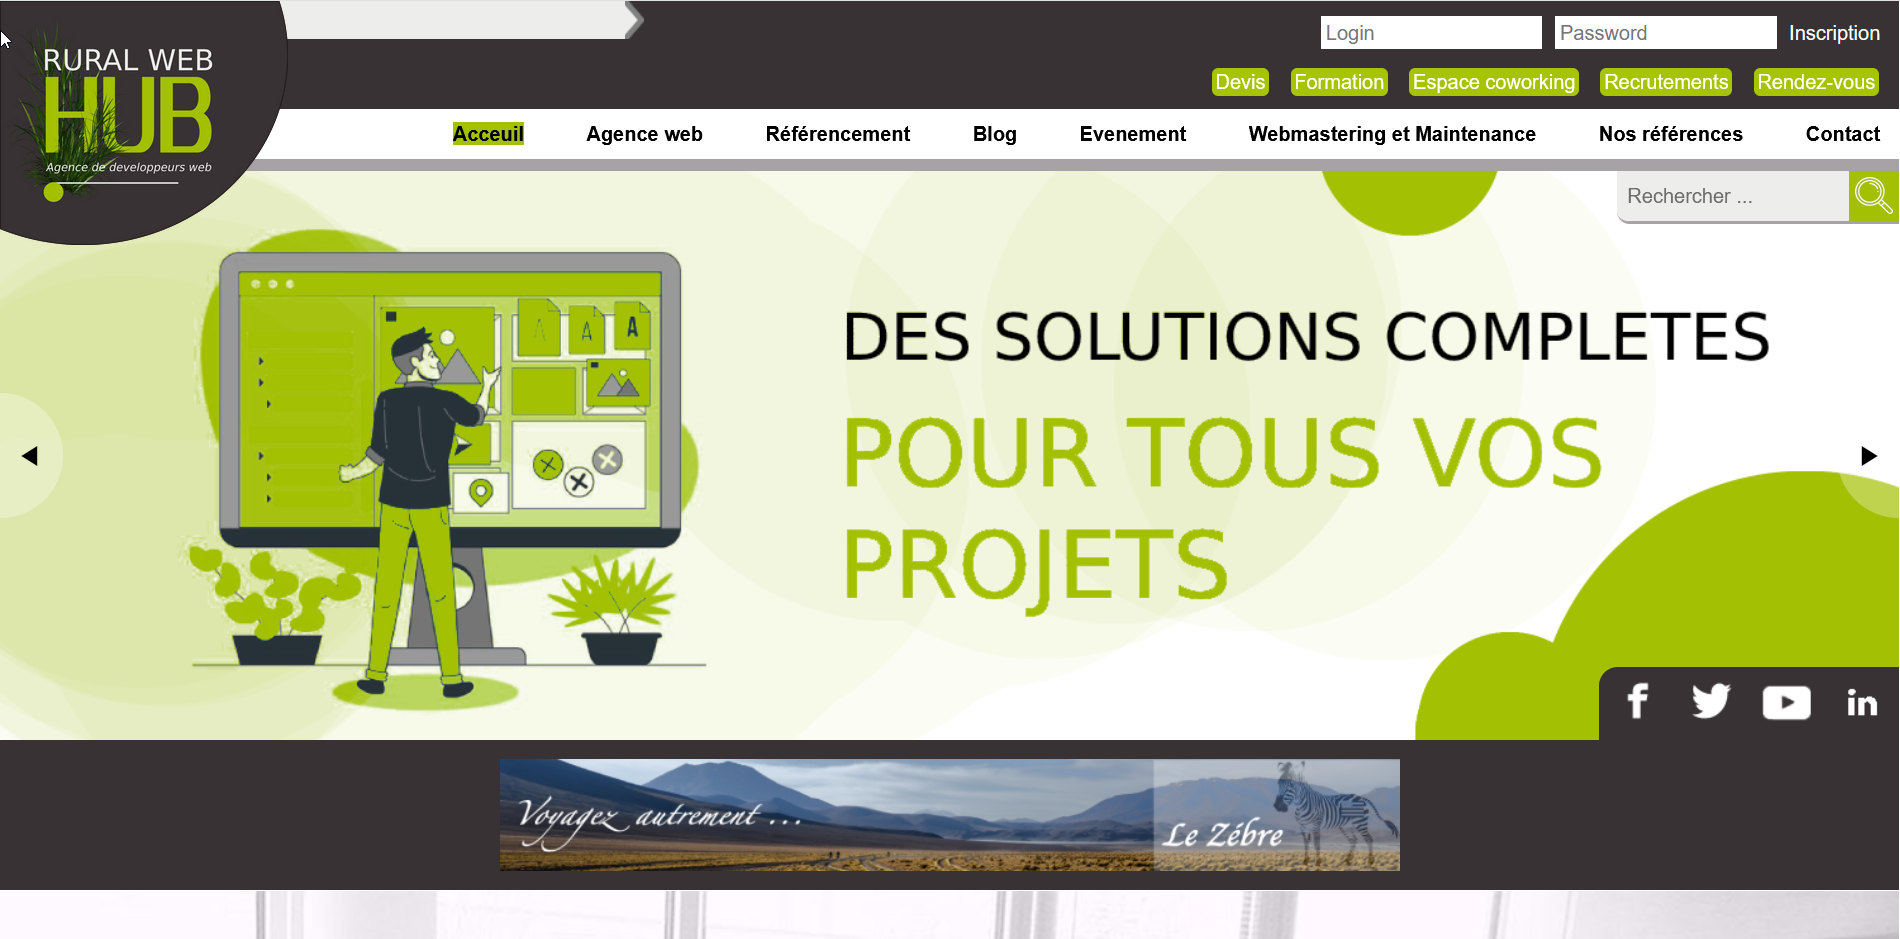 RURAL WEB
HUB
Agence de developpeurs web
Login Password Inscription
Devis Formation Espace coworking Recrutements Rendez-vous
Acceuil Agence web Référencement Blog Evenement Webmastering et Maintenance Nos références Contact
Rechercher ...
A A A
DES SOLUTIONS COMPLETES
POUR TOUS VOS
PROJETS
f in
Voyagez autrement ...
Le Zébre